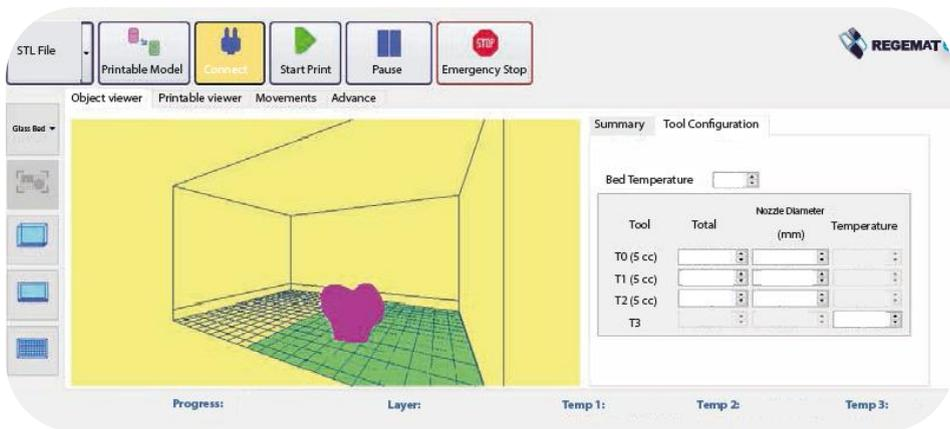 STL File
Printable Model
Connect
Start Print
Pause
STOP
Emergency Stop
REGEMAT
Object viewer Printable viewer Movements Advance
Glass Bed
Summary Tool Configuration
Bed Temperature
Tool Total Nozzle Diameter (mm) Temperature
T0 (5 cc)
T1 (5 cc)
T2 (5 cc)
T3
Progress: Layer: Temp 1: Temp 2: Temp 3: